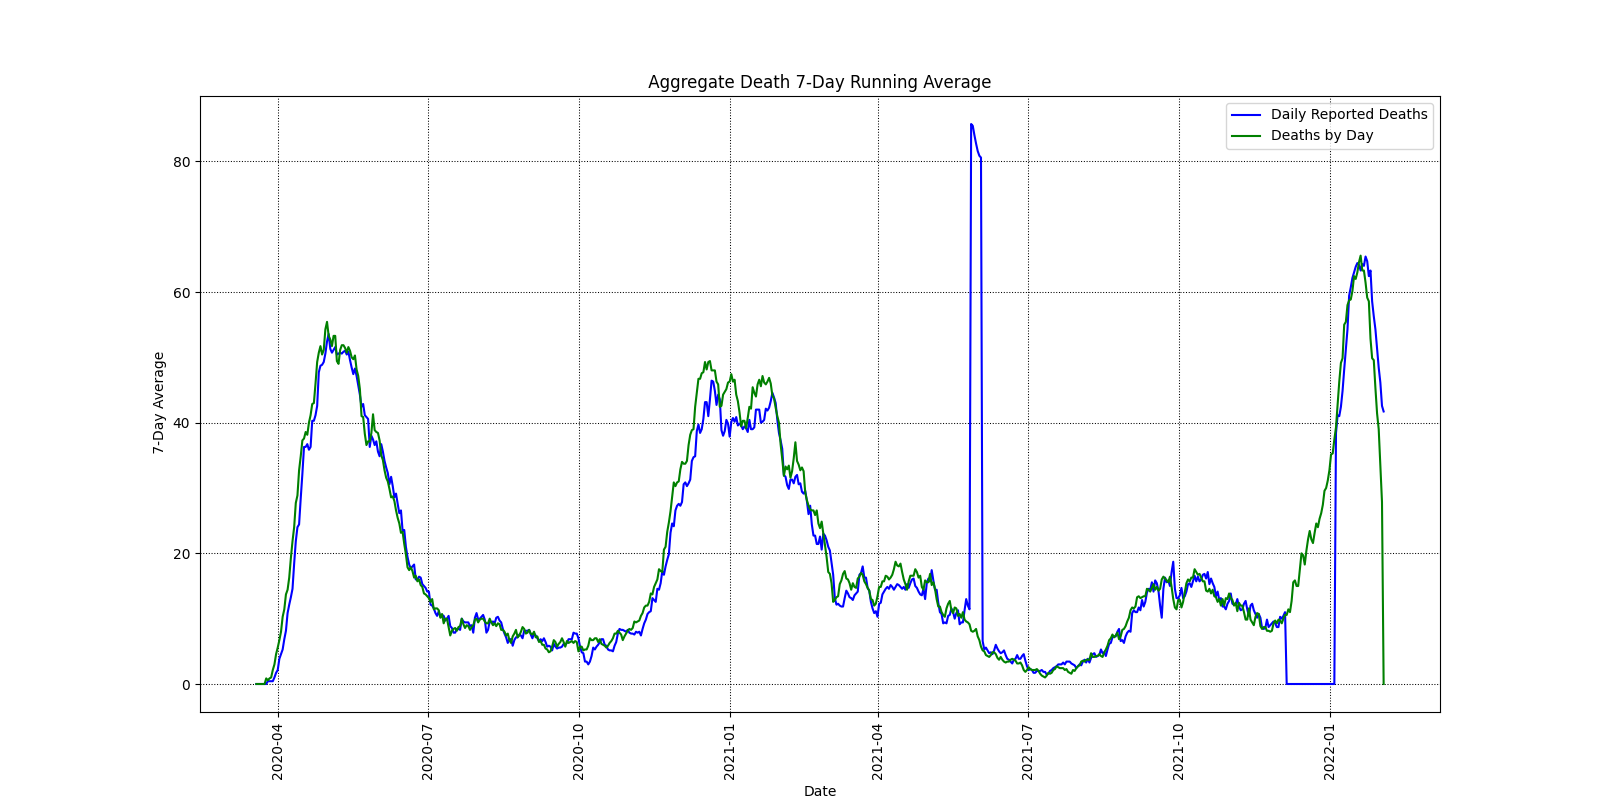 Aggregate Death 7-Day Running Average
Daily Reported Deaths
Deaths by Day
7-Day Average
80
60
40
20
0
2020-04
2020-07
2020-10
2021-01
2021-04
2021-07
2021-10
2022-01
Date